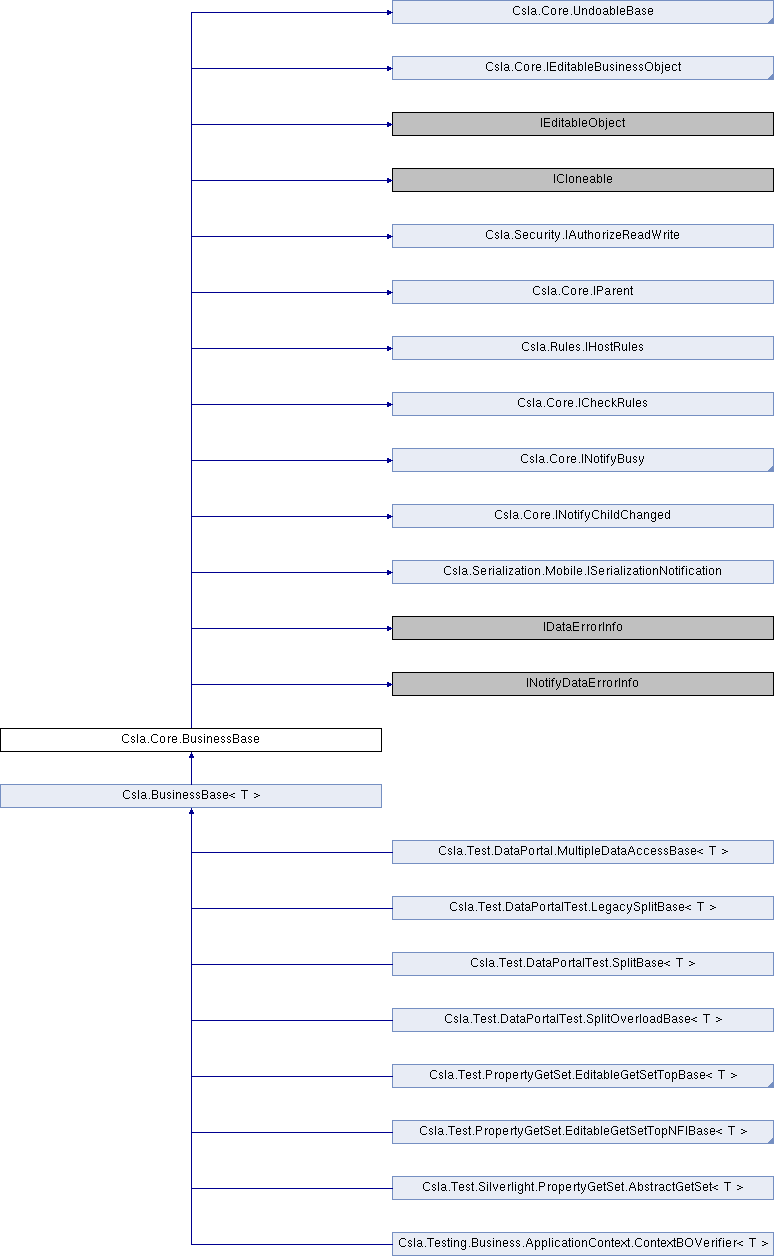 Csla.Core.UndoableBase
Csla.Core.IEditableBusinessObject
IEditableObject
ICloneable
Csla.Security.IAuthorizeReadWrite
Csla.Core.IParent
Csla.Rules.IHostRules
Csla.Core.ICheckRules
Csla.Core.INotifyBusy
Csla.Core.INotifyChildChanged
Csla.Serialization.Mobile.ISerializationNotification
IDataErrorInfo
INotifyDataErrorInfo
Csla.Core.BusinessBase
Csla.BusinessBase< T >
Csla.Test.DataPortal.MultipleDataAccessBase< T >
Csla.Test.DataPortalTest.LegacySplitBase< T >
Csla.Test.DataPortalTest.SplitBase< T >
Csla.Test.DataPortalTest.SplitOverloadBase< T >
Csla.Test.PropertyGetSet.EditableGetSetTopBase< T >
Csla.Test.PropertyGetSet.EditableGetSetTopNFIBase< T >
Csla.Test.Silverlight.PropertyGetSet.AbstractGetSet< T >
Csla.Testing.Business.ApplicationContext.ContextBOVerifier< T >